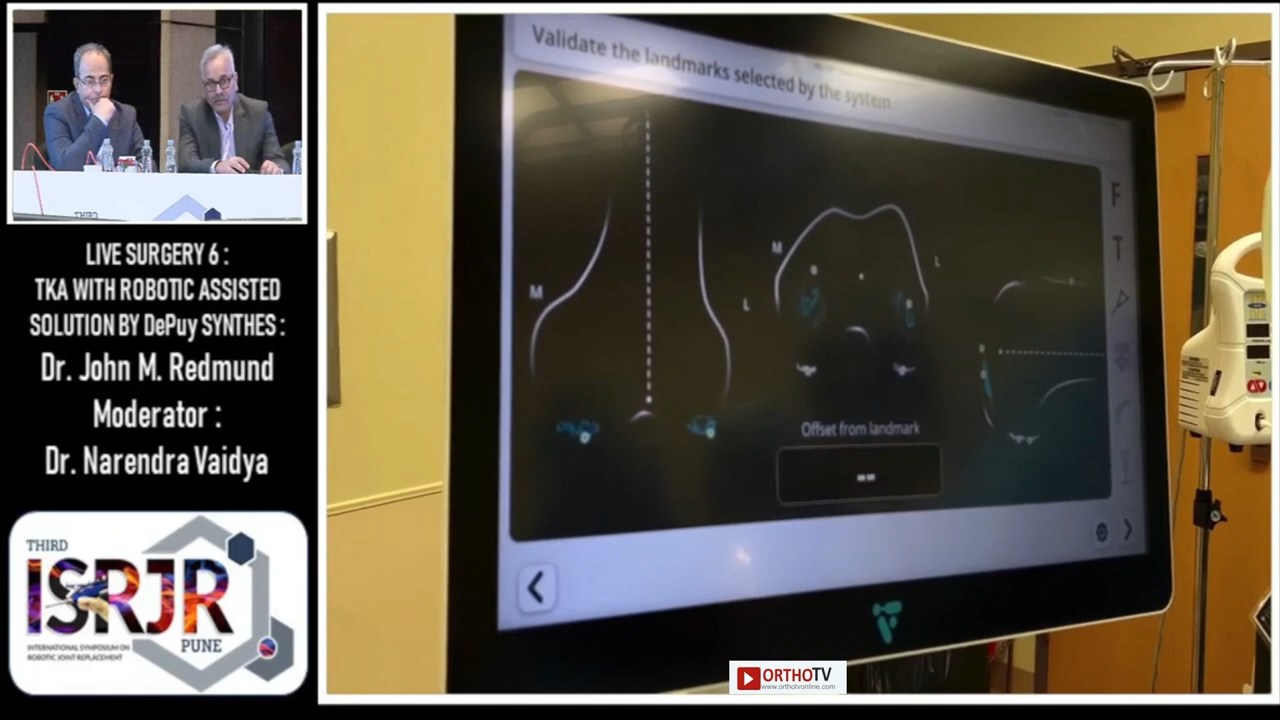 LIVE SURGERY 6 :
TKA WITH ROBOTIC ASSISTED
SOLUTION BY DePuy SYNTHES :
Dr. John M. Redmund
Moderator :
Dr. Narendra Vaidya
THIRD
ISRJR
PUNE
INTERNATIONAL SYMPOSIUM ON
ROBOTIC JOINT REPLACEMENT
THIRD
Validate the landmarks selected by the system
M
L
M
L
F
T
Offset from landmark
--
ORTHOTV
www.orthotvonline.com